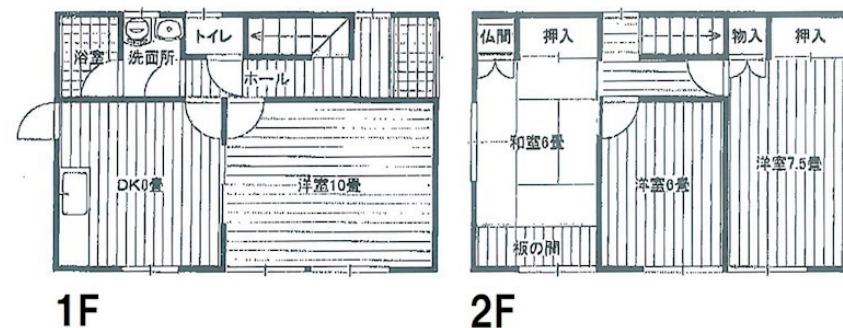 浴室
洗面所
トイレ
ホール
DK8畳
洋室10畳
1F
仏間
押入
物入
押入
和室6畳
洋室6畳
洋室7.5畳
板の間
2F